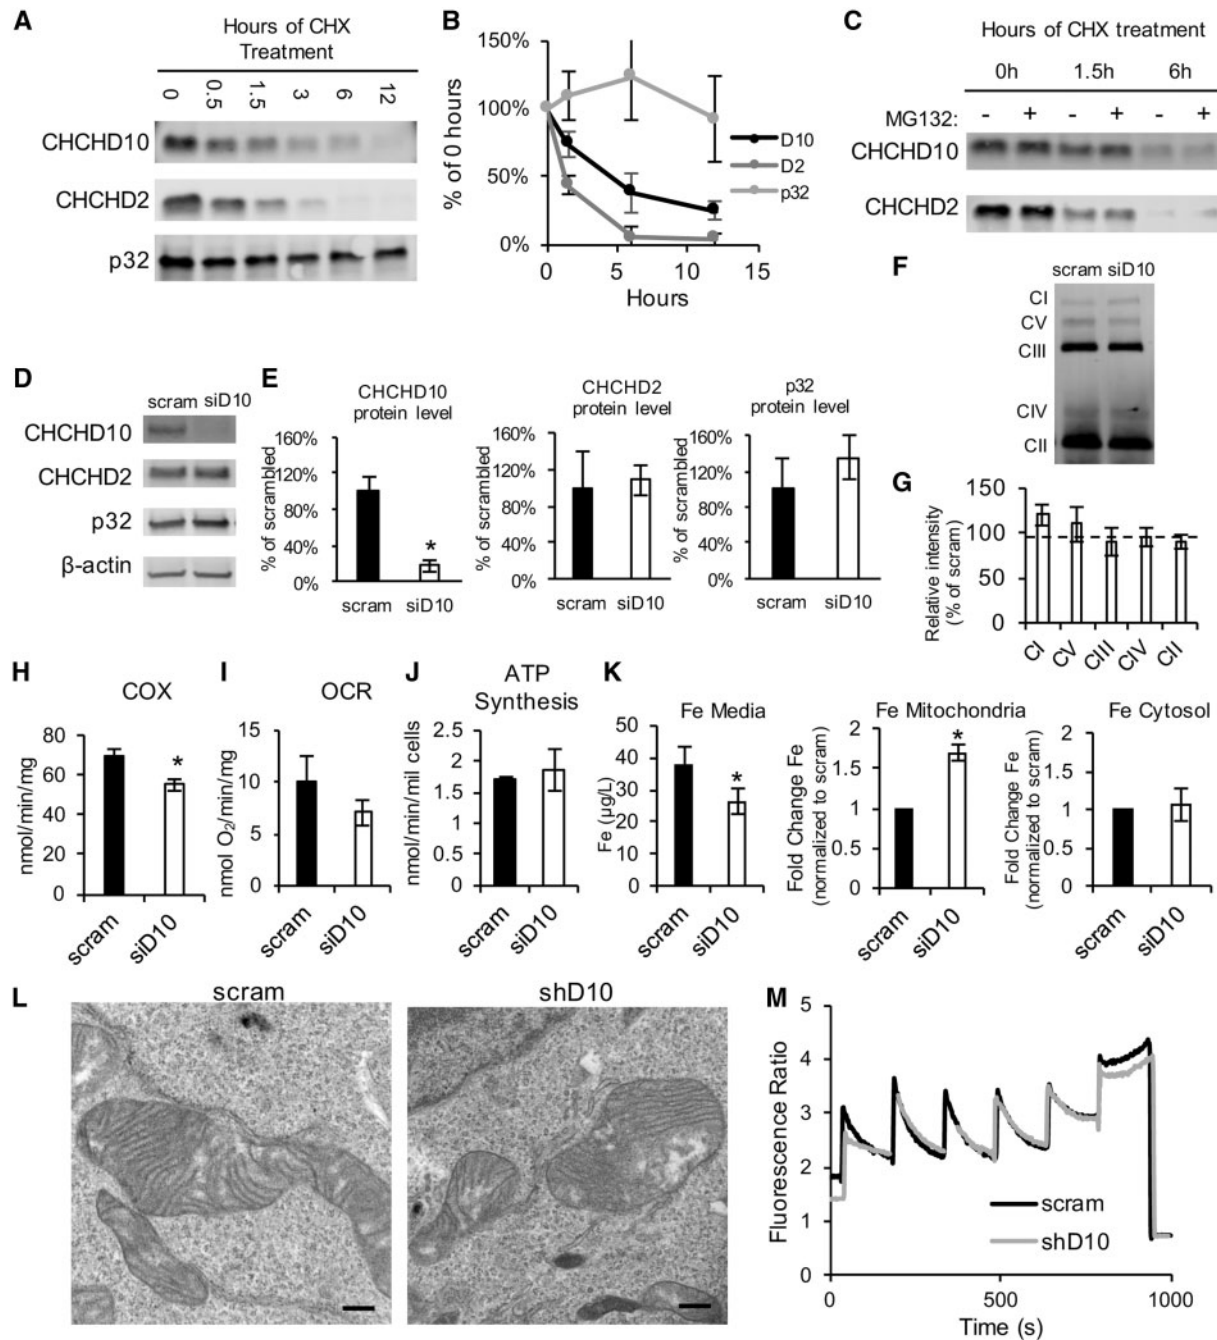 A
Hours of CHX
Treatment
0 0.5 1.5 3 6 12
CHCHD10
CHCHD2
p32
B
150%
100%
50%
0%
% of 0 hours
0 5 10 15
Hours
D10
D2
p32
C
Hours of CHX treatment
0h 1.5h 6h
MG132: - + - + - +
CHCHD10
CHCHD2
D
scram siD10
CHCHD10
CHCHD2
p32
β-actin
E
CHCHD10
protein level
% of scrambled
160%
120%
80%
40%
0%
*
scram siD10
CHCHD2
protein level
% of scrambled
160%
120%
80%
40%
0%
scram siD10
p32
protein level
% of scrambled
160%
120%
80%
40%
0%
scram siD10
F
scram siD10
CI
CV
CIII
CIV
CII
G
Relative intensity
(% of scram)
150
100
50
0
CI CV CIII CIV CII
H
COX
nmol/min/mg
80
60
40
20
0
*
scram siD10
I
OCR
nmol O₂/min/mg
15
10
5
0
scram siD10
J
ATP
Synthesis
nmol/min/mil cells
2.5
2
1.5
1
0.5
0
scram siD10
K
Fe Media
Fe (µg/L)
50
40
30
20
10
0
*
scram siD10
Fe Mitochondria
Fold Change Fe
(normalized to scram)
2
1.5
1
0.5
0
*
scram siD10
Fe Cytosol
Fold Change Fe
(normalized to scram)
2
1.5
1
0.5
0
scram siD10
L
scram
shD10
M
Fluorescence Ratio
5
4
3
2
1
0
scram
shD10
0 500 1000
Time (s)